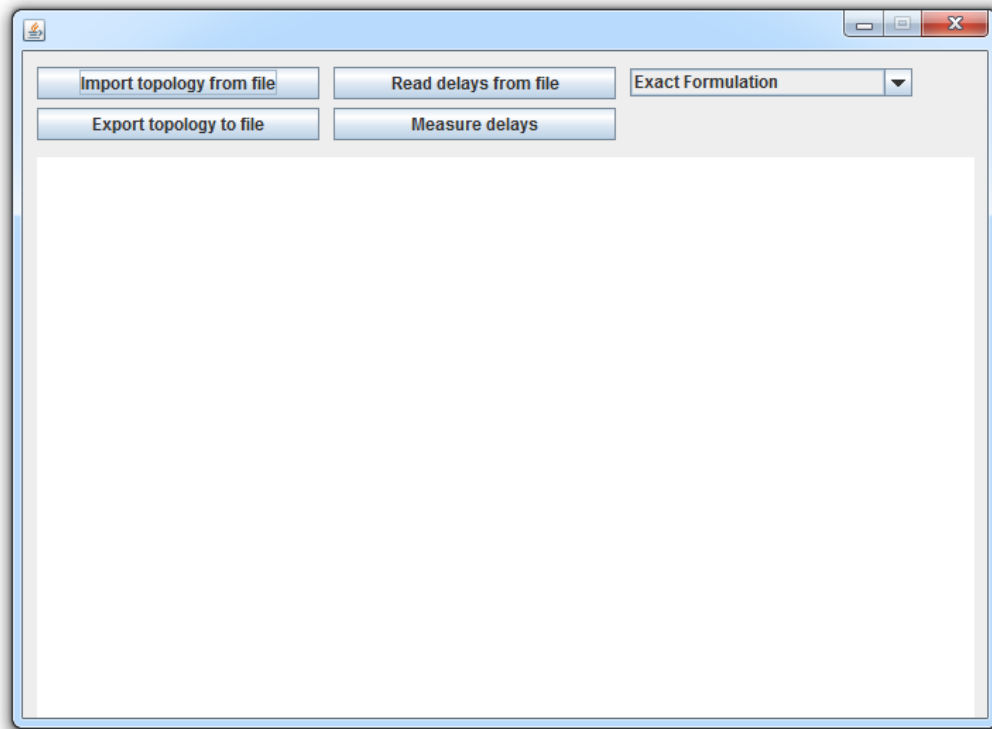 Import topology from file
Read delays from file
Exact Formulation
Export topology to file
Measure delays